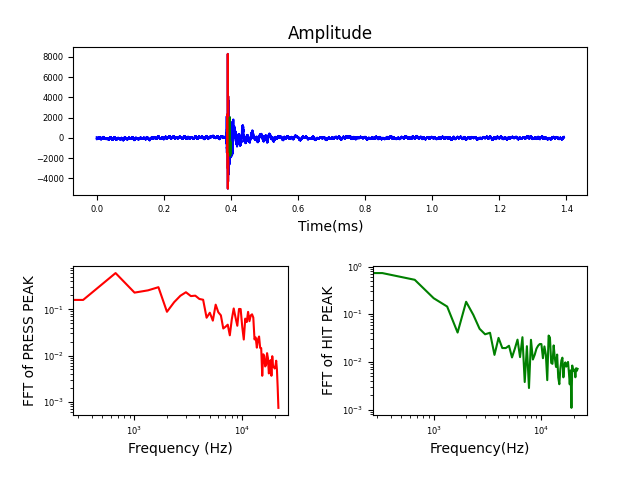 Amplitude
8000
6000
4000
2000
0
−2000
−4000
0.0 0.2 0.4 0.6 0.8 1.0 1.2 1.4
Time(ms)
FFT of PRESS PEAK
10⁻¹
10⁻²
10⁻³
10³ 10⁴
Frequency (Hz)
FFT of HIT PEAK
10⁰
10⁻¹
10⁻²
10⁻³
10³ 10⁴
Frequency(Hz)